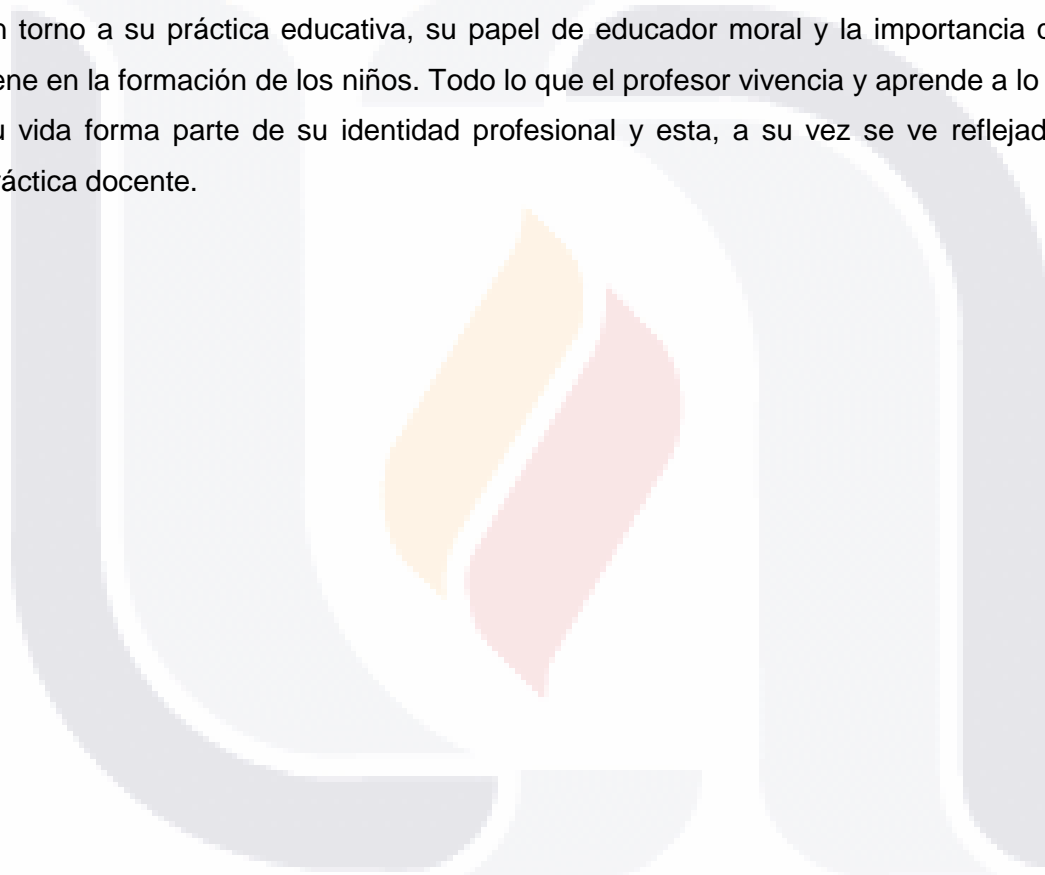 n torno a su práctica educativa, su papel de educador moral y la importancia
ene en la formación de los niños. Todo lo que el profesor vivencia y aprende a lo
u vida forma parte de su identidad profesional y esta, a su vez se ve reflejad
ráctica docente.